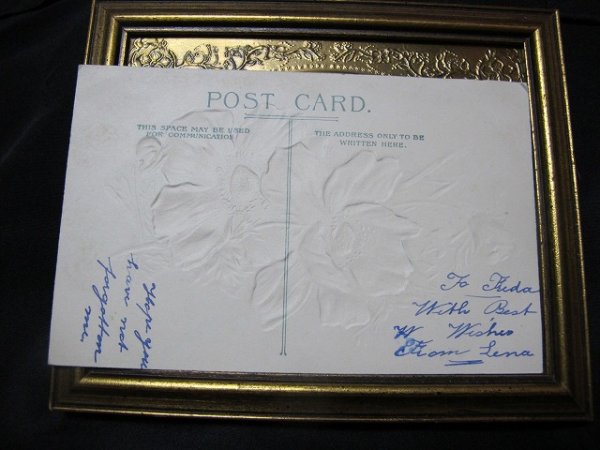 POST CARD.
THIS SPACE MAY BE USED
FOR COMMUNICATION
THE ADDRESS ONLY TO BE
WRITTEN HERE.
Hope you
have not
forgotten
me.
To Freda
With Best
W Wishes
From Lena